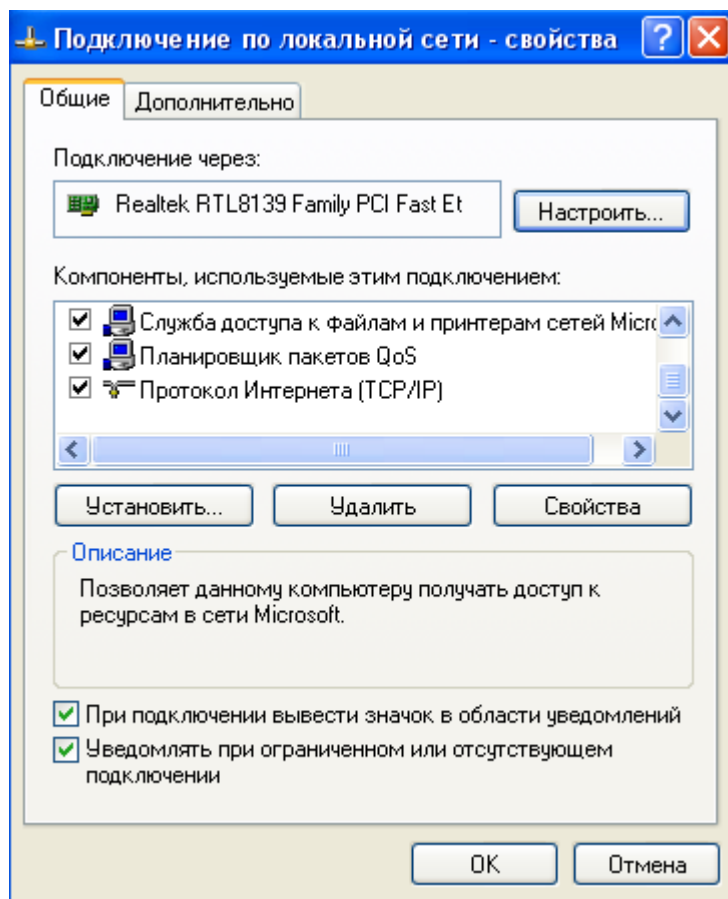 Подключение по локальной сети - свойства
Общие
Дополнительно
Подключение через:
Realtek RTL8139 Family PCI Fast Et
Настроить...
Компоненты, используемые этим подключением:
Служба доступа к файлам и принтерам сетей Micro
Планировщик пакетов QoS
Протокол Интернета (TCP/IP)
Установить...
Удалить
Свойства
Описание
Позволяет данному компьютеру получать доступ к
ресурсам в сети Microsoft.
При подключении вывести значок в области уведомлений
Уведомлять при ограниченном или отсутствующем
подключении
OK
Отмена